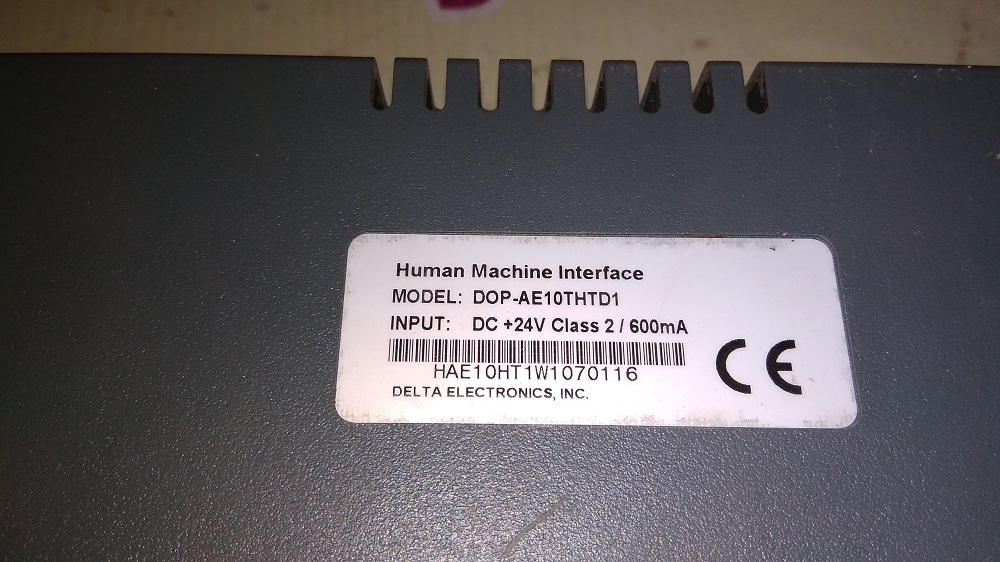 Human Machine Interface
MODEL: DOP-AE10THTD1
INPUT: DC +24V Class 2 / 600mA
HAE10HT1W1070116
DELTA ELECTRONICS, INC.
CE